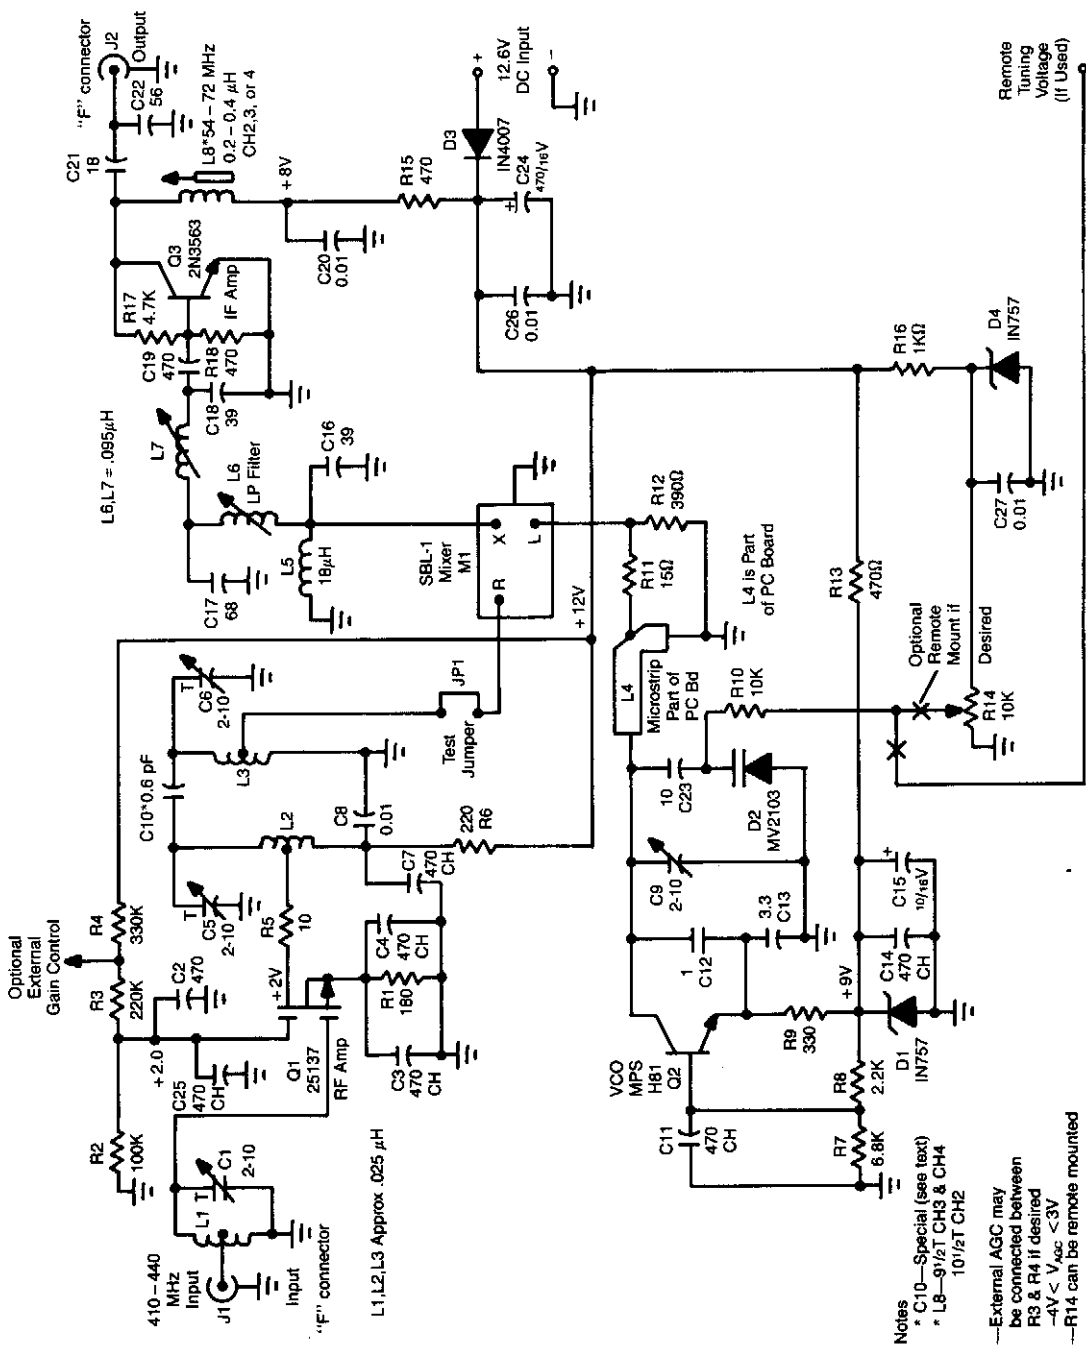 "F" connector
J2
Output
C22
56
C21
18
L8*54–72 MHz
0.2–0.4 µH
CH2,3, or 4
+8V
R15
470
D3
IN4007
+
12.6V
DC Input
-
+
C24
470/16V
C20
0.01
C26
0.01
Q3
2N3563
IF Amp
R17
4.7K
C19
470
R18
470
C18
39
L7
L6,L7 = .095µH
L6
LP Filter
C16
39
C17
68
L5
18µH
SBL-1
Mixer
M1
X
L
R
+12V
R16
1KΩ
D4
IN757
C27
0.01
Remote
Tuning
Voltage
(If Used)
R12
390Ω
R11
15Ω
L4 is Part
of PC Board
R13
470Ω
Optional
Remote
Mount if
Desired
R14
10K
L4
Microstrip
Part of
PC Bd
R10
10K
10
C23
D2
MV2103
C9
2-10
3.3
C13
1
C12
+
C15
10/16V
C14
470
CH
+9V
D1
IN757
R9
330
R8
2.2K
R7
6.8K
VCO
MPS
H81
Q2
C11
470
CH
T
C6
2-10
JP1
Test
Jumper
L3
C10*0.6 pF
L2
C8
0.01
220
R6
C7
470
CH
T
C5
2-10
R5
10
C4
470
CH
R1
180
C3
470
CH
Optional
External
Gain Control
R4
330K
R3
220K
C2
470
+2V
+2.0
C25
470
CH
Q1
25137
RF Amp
R2
100K
T
C1
2-10
L1
410–440
MHz
Input
J1
Input
"F" connector
L1,L2,L3 Approx .025 µH
Notes
* C10—Special (see text)
* L8—9 1/2T CH3 & CH4
10 1/2T CH2
—External AGC may
be connected between
R3 & R4 if desired
-4V < VAGC < 3V
—R14 can be remote mounted